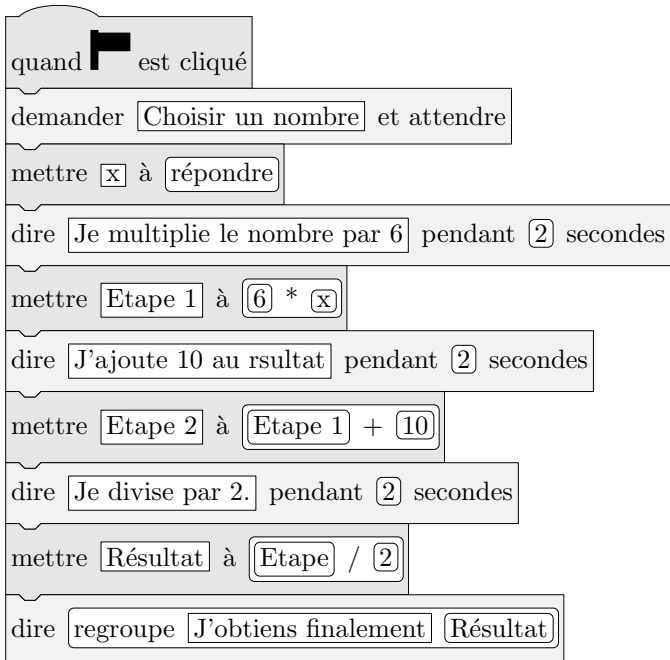 quand est cliqué
demander Choisir un nombre et attendre
mettre x à répondre
dire Je multiplie le nombre par 6 pendant 2 secondes
mettre Etape 1 à 6 * x
dire J'ajoute 10 au rsultat pendant 2 secondes
mettre Etape 2 à Etape 1 + 10
dire Je divise par 2. pendant 2 secondes
mettre Résultat à Etape / 2
dire regroupe J'obtiens finalement Résultat